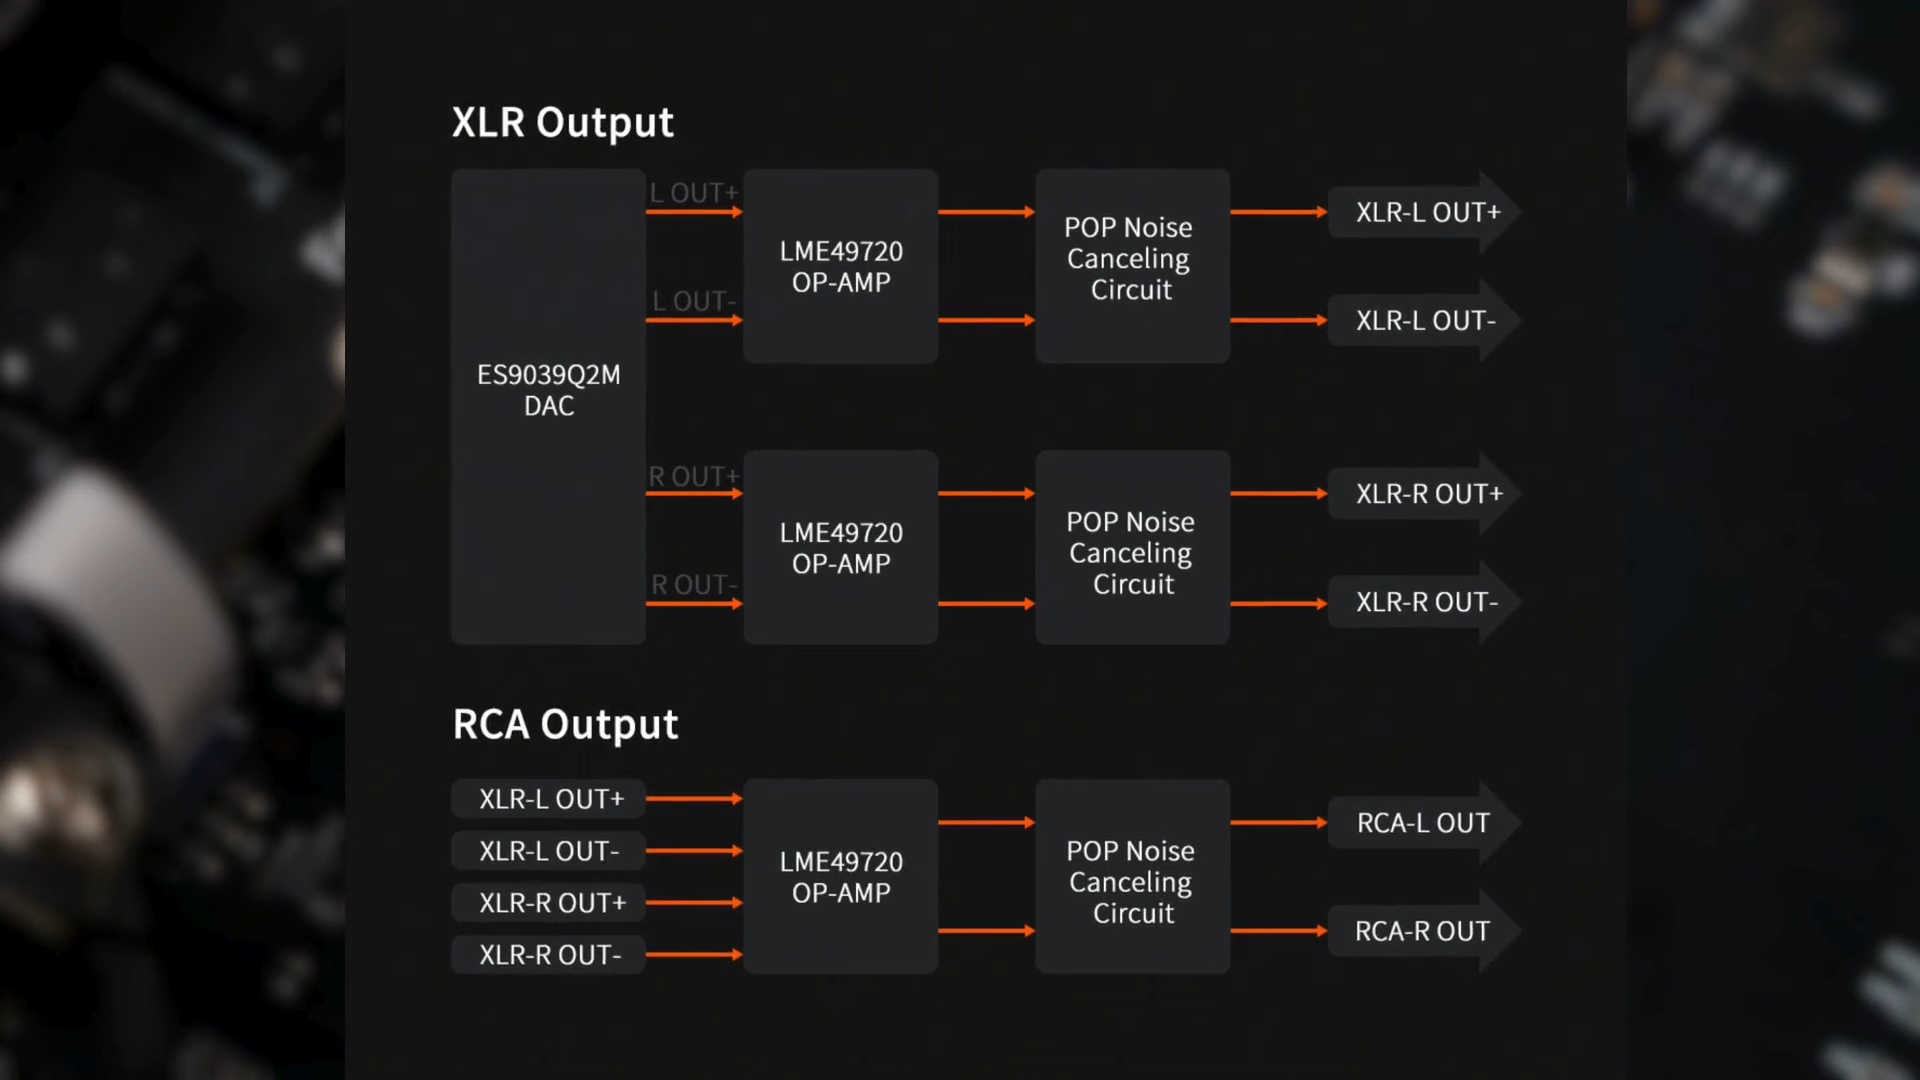 XLR Output
ES9039Q2M
DAC
L OUT+
L OUT-
R OUT+
R OUT-
LME49720
OP-AMP
POP Noise
Canceling
Circuit
XLR-L OUT+
XLR-L OUT-
LME49720
OP-AMP
POP Noise
Canceling
Circuit
XLR-R OUT+
XLR-R OUT-
RCA Output
XLR-L OUT+
XLR-L OUT-
XLR-R OUT+
XLR-R OUT-
LME49720
OP-AMP
POP Noise
Canceling
Circuit
RCA-L OUT
RCA-R OUT